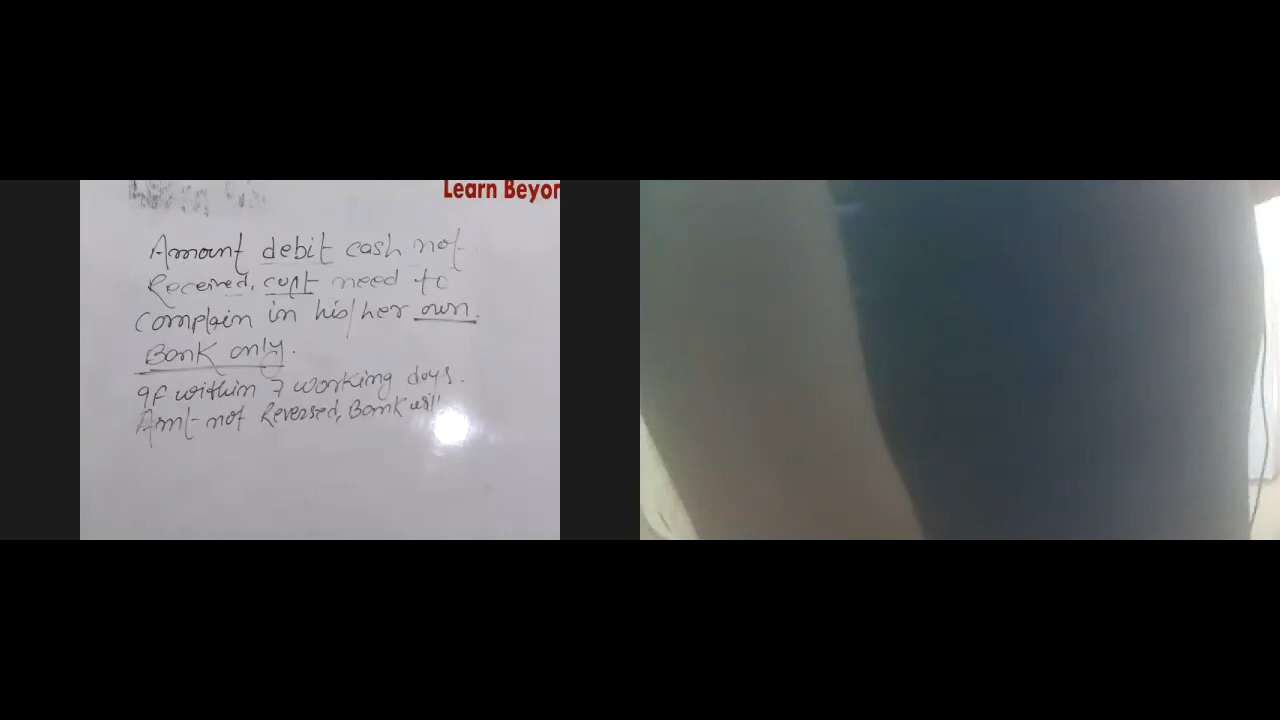 Learn Beyon
Amount debit cash not
Received, cust need to
Complain in his/her own.
Bank only.
If within 7 working days.
Amt not Reversed, Bank will